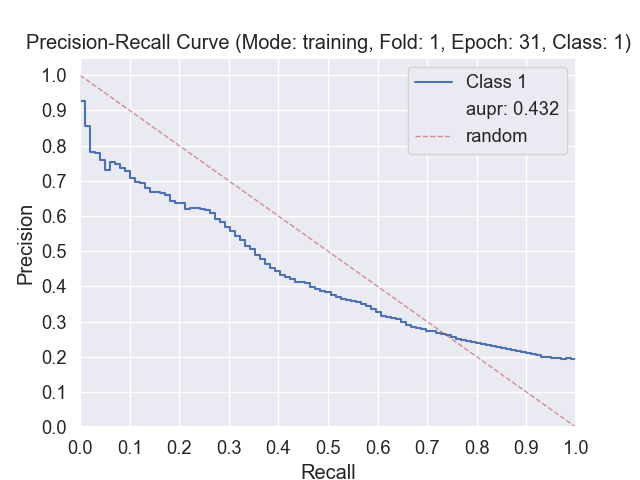 Precision-Recall Curve (Mode: training, Fold: 1, Epoch: 31, Class: 1)
1.0
0.9
0.8
0.7
0.6
0.5
0.4
0.3
0.2
0.1
0.0
Precision
Class 1
aupr: 0.432
random
0.0 0.1 0.2 0.3 0.4 0.5 0.6 0.7 0.8 0.9 1.0
Recall